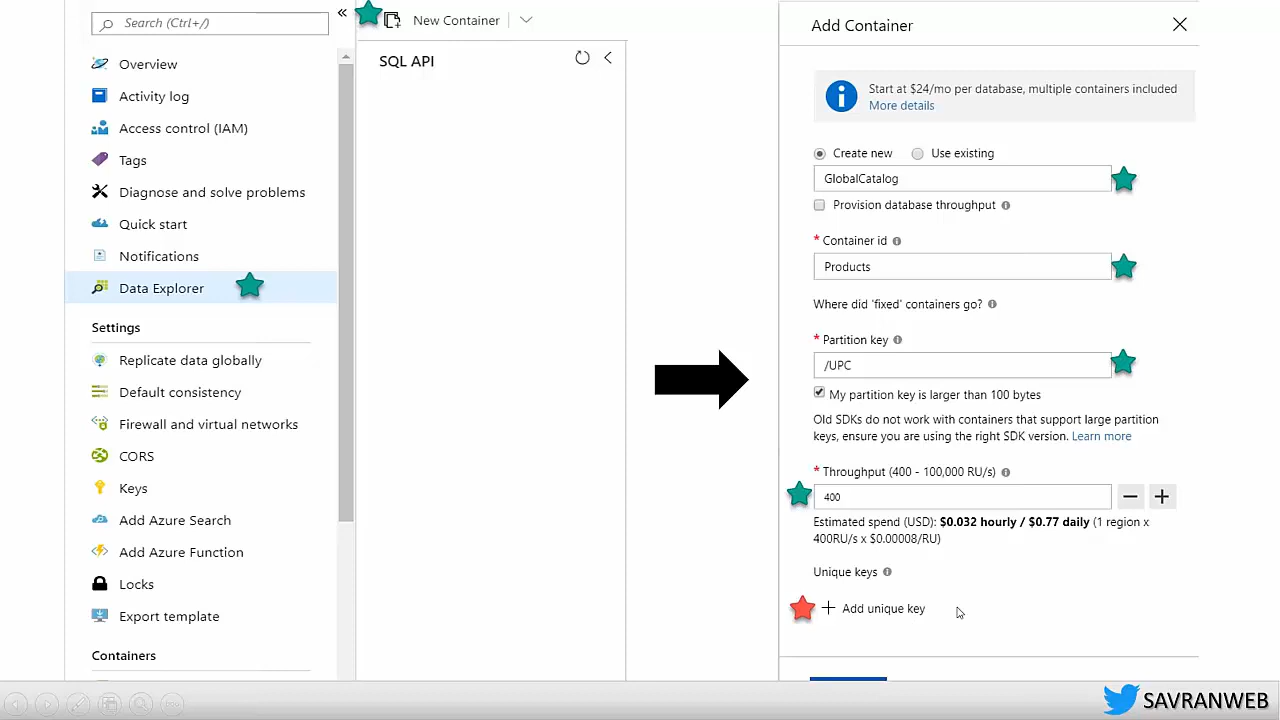 Search (Ctrl+/)
«
Overview
Activity log
Access control (IAM)
Tags
Diagnose and solve problems
Quick start
Notifications
Data Explorer
Settings
Replicate data globally
Default consistency
Firewall and virtual networks
CORS
Keys
Add Azure Search
Add Azure Function
Locks
Export template
Containers
New Container
SQL API
Add Container
Start at $24/mo per database, multiple containers included
More details
Create new Use existing
GlobalCatalog
Provision database throughput
* Container id
Products
Where did 'fixed' containers go?
* Partition key
/UPC
My partition key is larger than 100 bytes
Old SDKs do not work with containers that support large partition
keys, ensure you are using the right SDK version. Learn more
* Throughput (400 - 100,000 RU/s)
400
Estimated spend (USD): $0.032 hourly / $0.77 daily (1 region x
400RU/s x $0.00008/RU)
Unique keys
Add unique key
SAVRANWEB